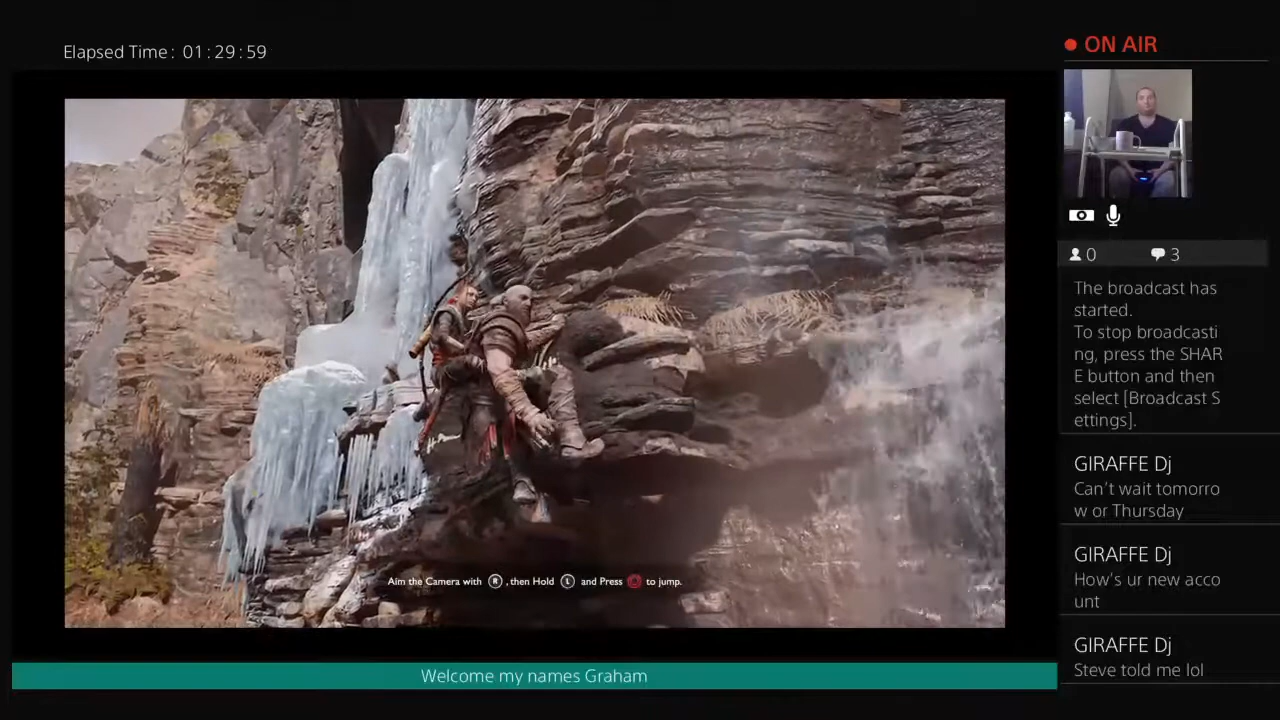 Elapsed Time: 01:29:59
ON AIR
0 3
The broadcast has
started.
To stop broadcasti
ng, press the SHAR
E button and then
select [Broadcast S
ettings].
GIRAFFE Dj
Can't wait tomorro
w or Thursday
GIRAFFE Dj
How's ur new acco
unt
GIRAFFE Dj
Steve told me lol
Aim the Camera with R , then Hold L and Press to jump.
Welcome my names Graham